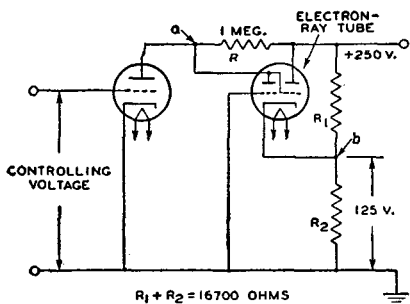 ELECTRON-
RAY TUBE
a
1 MEG.
R
+250 V.
R1
b
CONTROLLING
VOLTAGE
R2
125 V.
R1 + R2 = 16700 OHMS